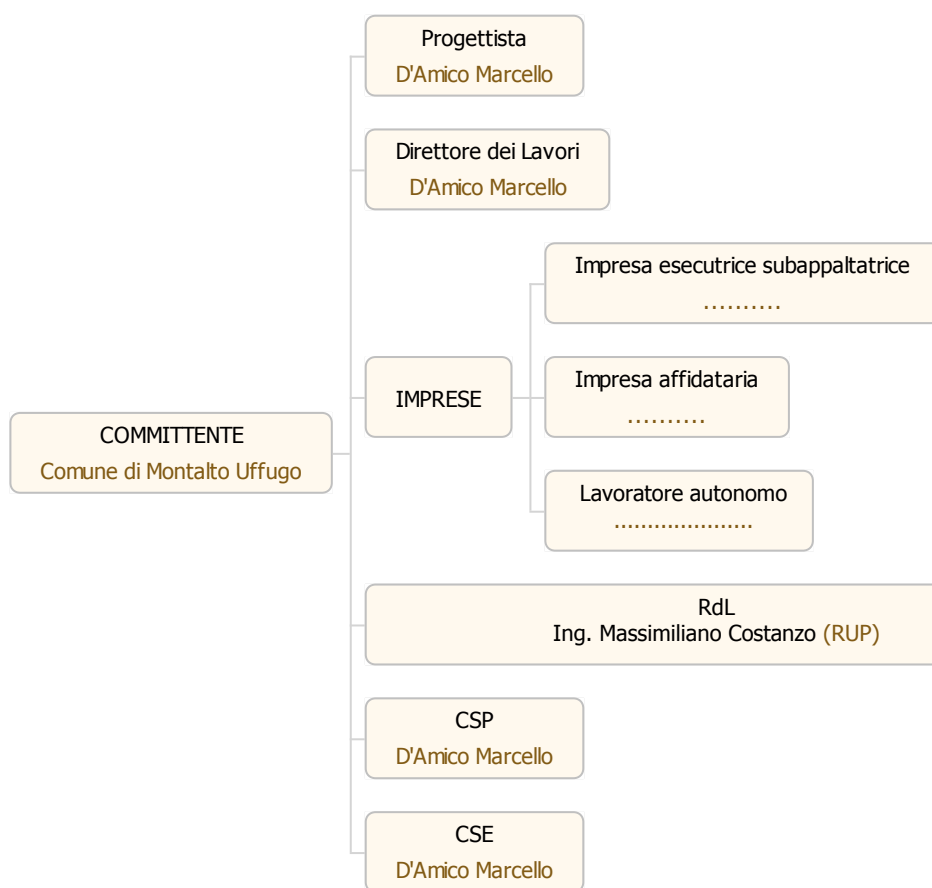 Progettista
D'Amico Marcello
Direttore dei Lavori
D'Amico Marcello
Impresa esecutrice subappaltatrice
..........
IMPRESE
Impresa affidataria
..........
COMMITTENTE
Comune di Montalto Uffugo
Lavoratore autonomo
.....................
RdL
Ing. Massimiliano Costanzo (RUP)
CSP
D'Amico Marcello
CSE
D'Amico Marcello